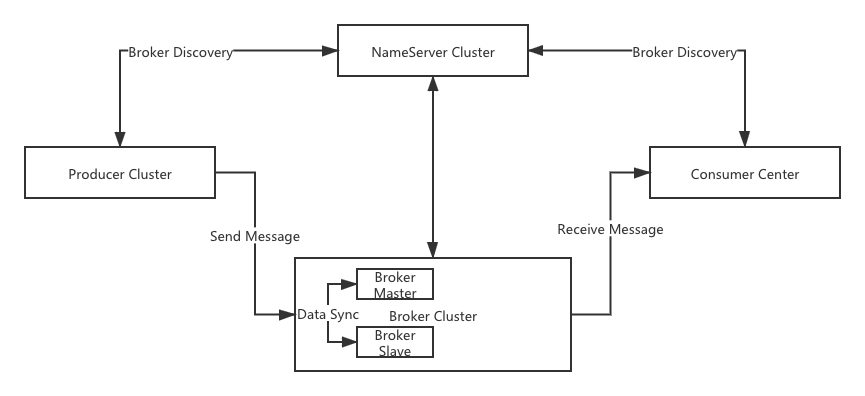 Broker Discovery
NameServer Cluster
Broker Discovery
Producer Cluster
Consumer Center
Send Message
Receive Message
Broker
Master
Data Sync
Broker Cluster
Broker
Slave